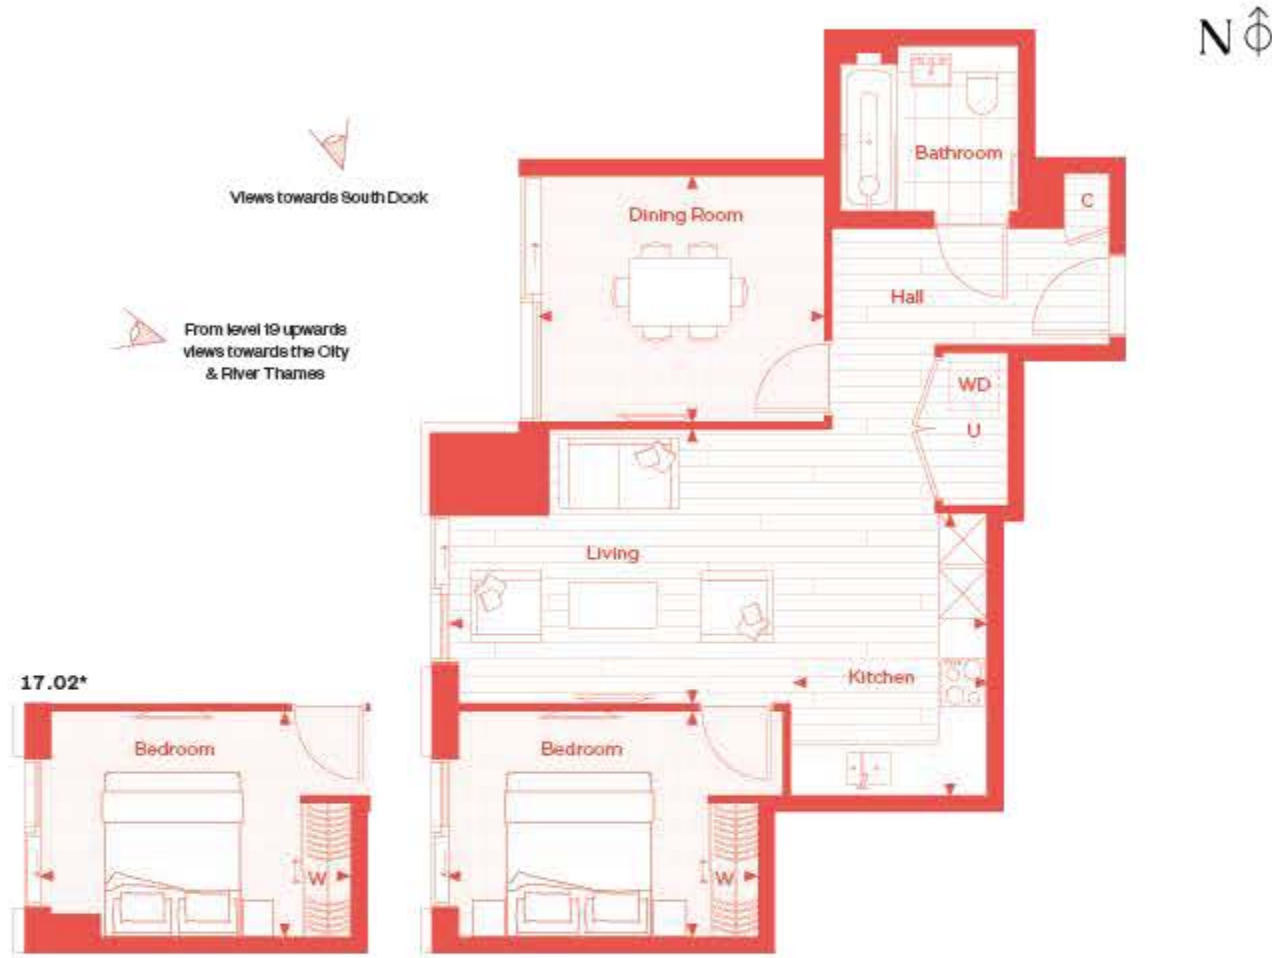 N
Bathroom
C
Views towards South Dock
Dining Room
Hall
From level 19 upwards
views towards the City
& River Thames
WD
U
Living
Kitchen
17.02*
Bedroom
Bedroom
W
W